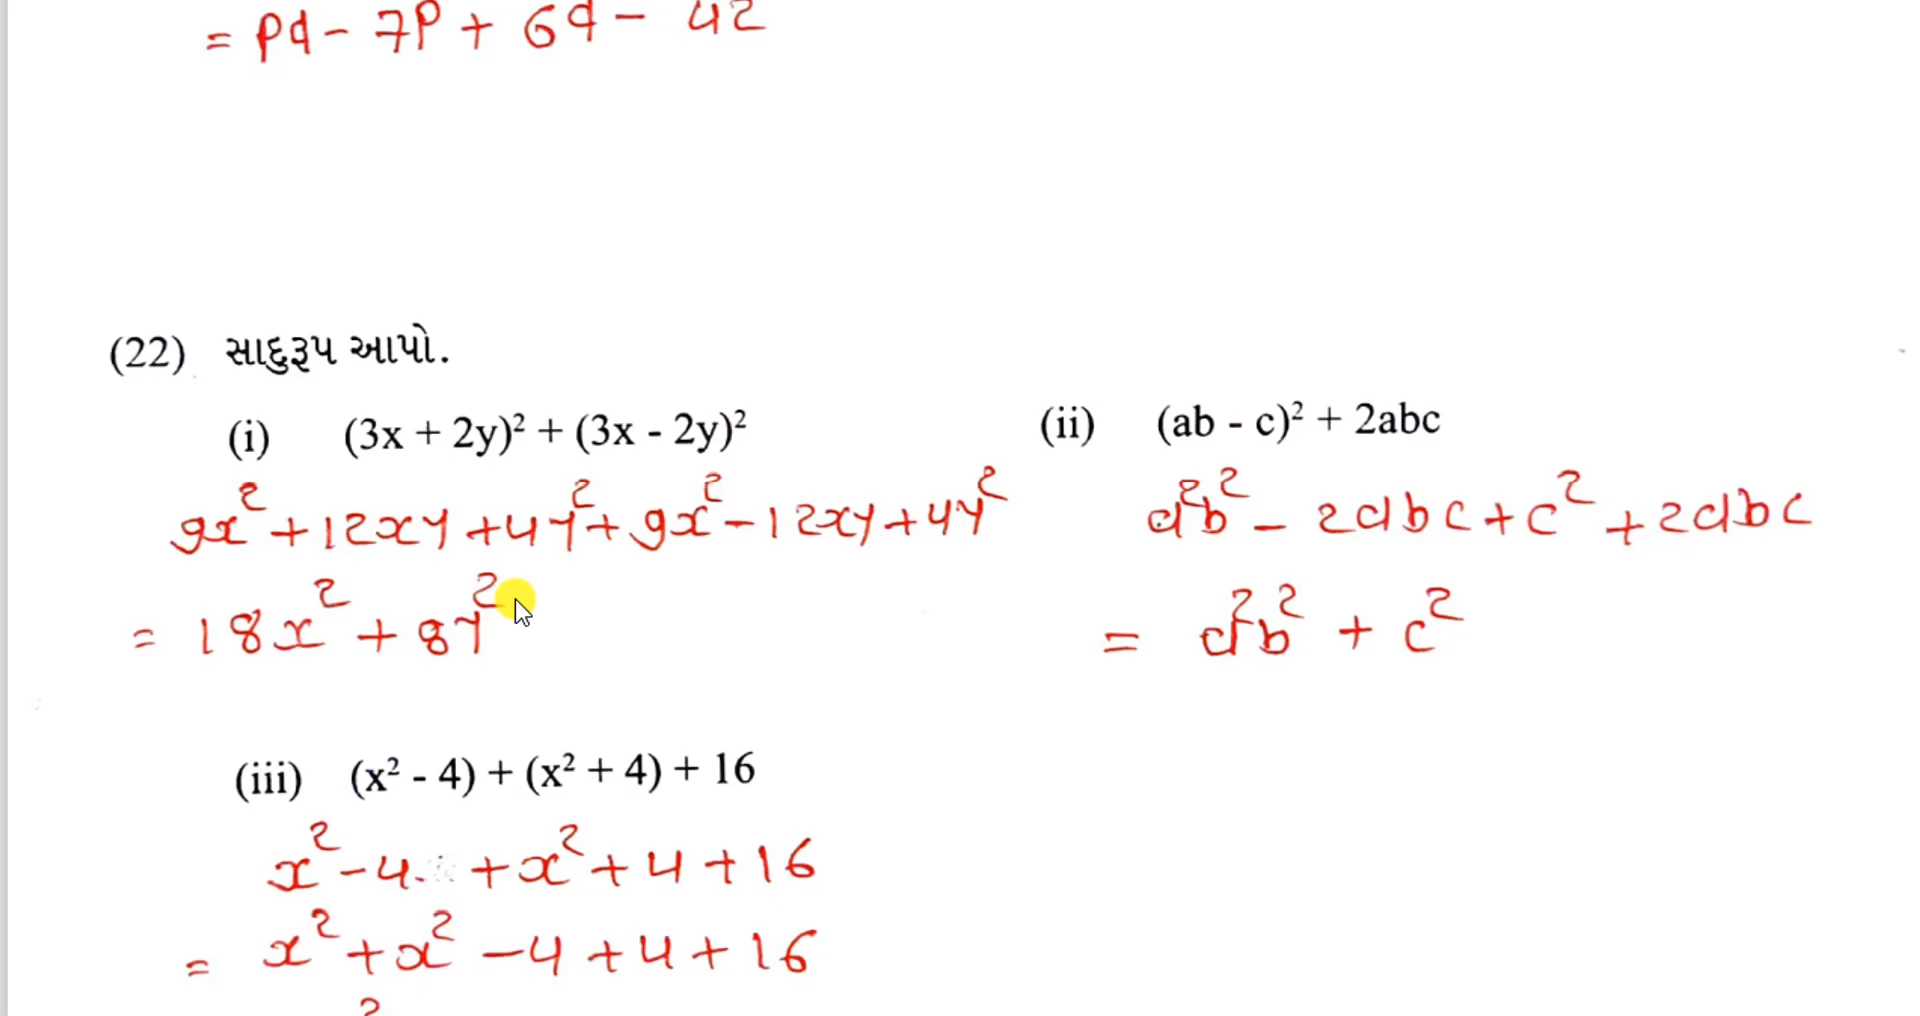 = pq - 7p + 6q - 42
(22) સાદુરૂપ આપો.
(i) (3x + 2y)² + (3x - 2y)²
9x² + 12xy + 4y² + 9x² - 12xy + 4y²
= 18x² + 8y²
(ii) (ab - c)² + 2abc
a²b² - 2abc + c² + 2abc
= a²b² + c²
(iii) (x² - 4) + (x² + 4) + 16
x² - 4 + x² + 4 + 16
= x² + x² - 4 + 4 + 16